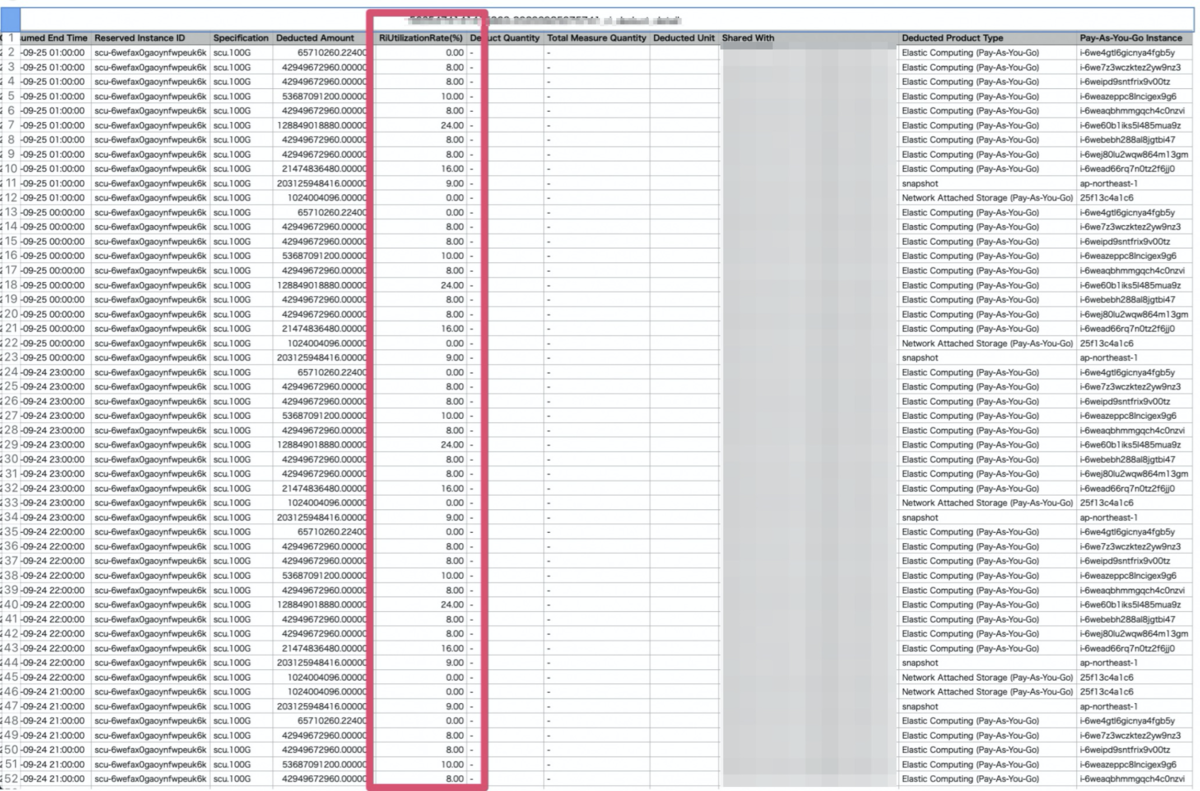 1 umed End Time Reserved Instance ID Specification Deducted Amount RIUtilizationRate(%) Deduct Quantity Total Measure Quantity Deducted Unit Shared With Deducted Product Type Pay-As-You-Go Instance
2 -09-25 01:00:00 scu-6wefax0gaoynfwpeuk6k scu.100G 65710260.22400 0.00 - - Elastic Computing (Pay-As-You-Go) i-6we4gtl6gicnya4fgb5y
3 -09-25 01:00:00 scu-6wefax0gaoynfwpeuk6k scu.100G 42949672960.00000 8.00 - - Elastic Computing (Pay-As-You-Go) i-6we7z3wczktez2yw9nz3
4 -09-25 01:00:00 scu-6wefax0gaoynfwpeuk6k scu.100G 42949672960.00000 8.00 - - Elastic Computing (Pay-As-You-Go) i-6weipd9sntfrix9v00tz
5 -09-25 01:00:00 scu-6wefax0gaoynfwpeuk6k scu.100G 53687091200.00000 10.00 - - Elastic Computing (Pay-As-You-Go) i-6weazeppc8lncigex9g6
6 -09-25 01:00:00 scu-6wefax0gaoynfwpeuk6k scu.100G 42949672960.00000 8.00 - - Elastic Computing (Pay-As-You-Go) i-6weaqbhmmgqch4c0nzvi
7 -09-25 01:00:00 scu-6wefax0gaoynfwpeuk6k scu.100G 128849018880.00000 24.00 - - Elastic Computing (Pay-As-You-Go) i-6we60b1iks5l485mua9z
8 -09-25 01:00:00 scu-6wefax0gaoynfwpeuk6k scu.100G 42949672960.00000 8.00 - - Elastic Computing (Pay-As-You-Go) i-6webebh288al8jgtbi47
9 -09-25 01:00:00 scu-6wefax0gaoynfwpeuk6k scu.100G 42949672960.00000 8.00 - - Elastic Computing (Pay-As-You-Go) i-6wej80lu2wqw864m13gm
10 -09-25 01:00:00 scu-6wefax0gaoynfwpeuk6k scu.100G 21474836480.00000 16.00 - - Elastic Computing (Pay-As-You-Go) i-6wead66rq7n0tz2f6jj0
11 -09-25 01:00:00 scu-6wefax0gaoynfwpeuk6k scu.100G 203125948416.00000 9.00 - - snapshot ap-northeast-1
12 -09-25 01:00:00 scu-6wefax0gaoynfwpeuk6k scu.100G 1024004096.00000 0.00 - - Network Attached Storage (Pay-As-You-Go) 25f13c4a1c6
13 -09-25 00:00:00 scu-6wefax0gaoynfwpeuk6k scu.100G 65710260.22400 0.00 - - Elastic Computing (Pay-As-You-Go) i-6we4gtl6gicnya4fgb5y
14 -09-25 00:00:00 scu-6wefax0gaoynfwpeuk6k scu.100G 42949672960.00000 8.00 - - Elastic Computing (Pay-As-You-Go) i-6we7z3wczktez2yw9nz3
15 -09-25 00:00:00 scu-6wefax0gaoynfwpeuk6k scu.100G 42949672960.00000 8.00 - - Elastic Computing (Pay-As-You-Go) i-6weipd9sntfrix9v00tz
16 -09-25 00:00:00 scu-6wefax0gaoynfwpeuk6k scu.100G 53687091200.00000 10.00 - - Elastic Computing (Pay-As-You-Go) i-6weazeppc8lncigex9g6
17 -09-25 00:00:00 scu-6wefax0gaoynfwpeuk6k scu.100G 42949672960.00000 8.00 - - Elastic Computing (Pay-As-You-Go) i-6weaqbhmmgqch4c0nzvi
18 -09-25 00:00:00 scu-6wefax0gaoynfwpeuk6k scu.100G 128849018880.00000 24.00 - - Elastic Computing (Pay-As-You-Go) i-6we60b1iks5l485mua9z
19 -09-25 00:00:00 scu-6wefax0gaoynfwpeuk6k scu.100G 42949672960.00000 8.00 - - Elastic Computing (Pay-As-You-Go) i-6webebh288al8jgtbi47
20 -09-25 00:00:00 scu-6wefax0gaoynfwpeuk6k scu.100G 42949672960.00000 8.00 - - Elastic Computing (Pay-As-You-Go) i-6wej80lu2wqw864m13gm
21 -09-25 00:00:00 scu-6wefax0gaoynfwpeuk6k scu.100G 21474836480.00000 16.00 - - Elastic Computing (Pay-As-You-Go) i-6wead66rq7n0tz2f6jj0
22 -09-25 00:00:00 scu-6wefax0gaoynfwpeuk6k scu.100G 1024004096.00000 0.00 - - Network Attached Storage (Pay-As-You-Go) 25f13c4a1c6
23 -09-25 00:00:00 scu-6wefax0gaoynfwpeuk6k scu.100G 203125948416.00000 9.00 - - snapshot ap-northeast-1
24 -09-24 23:00:00 scu-6wefax0gaoynfwpeuk6k scu.100G 65710260.22400 0.00 - - Elastic Computing (Pay-As-You-Go) i-6we4gtl6gicnya4fgb5y
25 -09-24 23:00:00 scu-6wefax0gaoynfwpeuk6k scu.100G 42949672960.00000 8.00 - - Elastic Computing (Pay-As-You-Go) i-6we7z3wczktez2yw9nz3
26 -09-24 23:00:00 scu-6wefax0gaoynfwpeuk6k scu.100G 42949672960.00000 8.00 - - Elastic Computing (Pay-As-You-Go) i-6weipd9sntfrix9v00tz
27 -09-24 23:00:00 scu-6wefax0gaoynfwpeuk6k scu.100G 53687091200.00000 10.00 - - Elastic Computing (Pay-As-You-Go) i-6weazeppc8lncigex9g6
28 -09-24 23:00:00 scu-6wefax0gaoynfwpeuk6k scu.100G 42949672960.00000 8.00 - - Elastic Computing (Pay-As-You-Go) i-6weaqbhmmgqch4c0nzvi
29 -09-24 23:00:00 scu-6wefax0gaoynfwpeuk6k scu.100G 128849018880.00000 24.00 - - Elastic Computing (Pay-As-You-Go) i-6we60b1iks5l485mua9z
30 -09-24 23:00:00 scu-6wefax0gaoynfwpeuk6k scu.100G 42949672960.00000 8.00 - - Elastic Computing (Pay-As-You-Go) i-6webebh288al8jgtbi47
31 -09-24 23:00:00 scu-6wefax0gaoynfwpeuk6k scu.100G 42949672960.00000 8.00 - - Elastic Computing (Pay-As-You-Go) i-6wej80lu2wqw864m13gm
32 -09-24 23:00:00 scu-6wefax0gaoynfwpeuk6k scu.100G 21474836480.00000 16.00 - - Elastic Computing (Pay-As-You-Go) i-6wead66rq7n0tz2f6jj0
33 -09-24 23:00:00 scu-6wefax0gaoynfwpeuk6k scu.100G 1024004096.00000 0.00 - - Network Attached Storage (Pay-As-You-Go) 25f13c4a1c6
34 -09-24 23:00:00 scu-6wefax0gaoynfwpeuk6k scu.100G 203125948416.00000 9.00 - - snapshot ap-northeast-1
35 -09-24 22:00:00 scu-6wefax0gaoynfwpeuk6k scu.100G 65710260.22400 0.00 - - Elastic Computing (Pay-As-You-Go) i-6we4gtl6gicnya4fgb5y
36 -09-24 22:00:00 scu-6wefax0gaoynfwpeuk6k scu.100G 42949672960.00000 8.00 - - Elastic Computing (Pay-As-You-Go) i-6we7z3wczktez2yw9nz3
37 -09-24 22:00:00 scu-6wefax0gaoynfwpeuk6k scu.100G 42949672960.00000 8.00 - - Elastic Computing (Pay-As-You-Go) i-6weipd9sntfrix9v00tz
38 -09-24 22:00:00 scu-6wefax0gaoynfwpeuk6k scu.100G 53687091200.00000 10.00 - - Elastic Computing (Pay-As-You-Go) i-6weazeppc8lncigex9g6
39 -09-24 22:00:00 scu-6wefax0gaoynfwpeuk6k scu.100G 42949672960.00000 8.00 - - Elastic Computing (Pay-As-You-Go) i-6weaqbhmmgqch4c0nzvi
40 -09-24 22:00:00 scu-6wefax0gaoynfwpeuk6k scu.100G 128849018880.00000 24.00 - - Elastic Computing (Pay-As-You-Go) i-6we60b1iks5l485mua9z
41 -09-24 22:00:00 scu-6wefax0gaoynfwpeuk6k scu.100G 42949672960.00000 8.00 - - Elastic Computing (Pay-As-You-Go) i-6webebh288al8jgtbi47
42 -09-24 22:00:00 scu-6wefax0gaoynfwpeuk6k scu.100G 42949672960.00000 8.00 - - Elastic Computing (Pay-As-You-Go) i-6wej80lu2wqw864m13gm
43 -09-24 22:00:00 scu-6wefax0gaoynfwpeuk6k scu.100G 21474836480.00000 16.00 - - Elastic Computing (Pay-As-You-Go) i-6wead66rq7n0tz2f6jj0
44 -09-24 22:00:00 scu-6wefax0gaoynfwpeuk6k scu.100G 203125948416.00000 9.00 - - snapshot ap-northeast-1
45 -09-24 22:00:00 scu-6wefax0gaoynfwpeuk6k scu.100G 1024004096.00000 0.00 - - Network Attached Storage (Pay-As-You-Go) 25f13c4a1c6
46 -09-24 21:00:00 scu-6wefax0gaoynfwpeuk6k scu.100G 1024004096.00000 0.00 - - Network Attached Storage (Pay-As-You-Go) 25f13c4a1c6
47 -09-24 21:00:00 scu-6wefax0gaoynfwpeuk6k scu.100G 203125948416.00000 9.00 - - snapshot ap-northeast-1
48 -09-24 21:00:00 scu-6wefax0gaoynfwpeuk6k scu.100G 65710260.22400 0.00 - - Elastic Computing (Pay-As-You-Go) i-6we4gtl6gicnya4fgb5y
49 -09-24 21:00:00 scu-6wefax0gaoynfwpeuk6k scu.100G 42949672960.00000 8.00 - - Elastic Computing (Pay-As-You-Go) i-6we7z3wczktez2yw9nz3
50 -09-24 21:00:00 scu-6wefax0gaoynfwpeuk6k scu.100G 42949672960.00000 8.00 - - Elastic Computing (Pay-As-You-Go) i-6weipd9sntfrix9v00tz
51 -09-24 21:00:00 scu-6wefax0gaoynfwpeuk6k scu.100G 53687091200.00000 10.00 - - Elastic Computing (Pay-As-You-Go) i-6weazeppc8lncigex9g6
52 -09-24 21:00:00 scu-6wefax0gaoynfwpeuk6k scu.100G 42949672960.00000 8.00 - - Elastic Computing (Pay-As-You-Go) i-6weaqbhmmgqch4c0nzvi